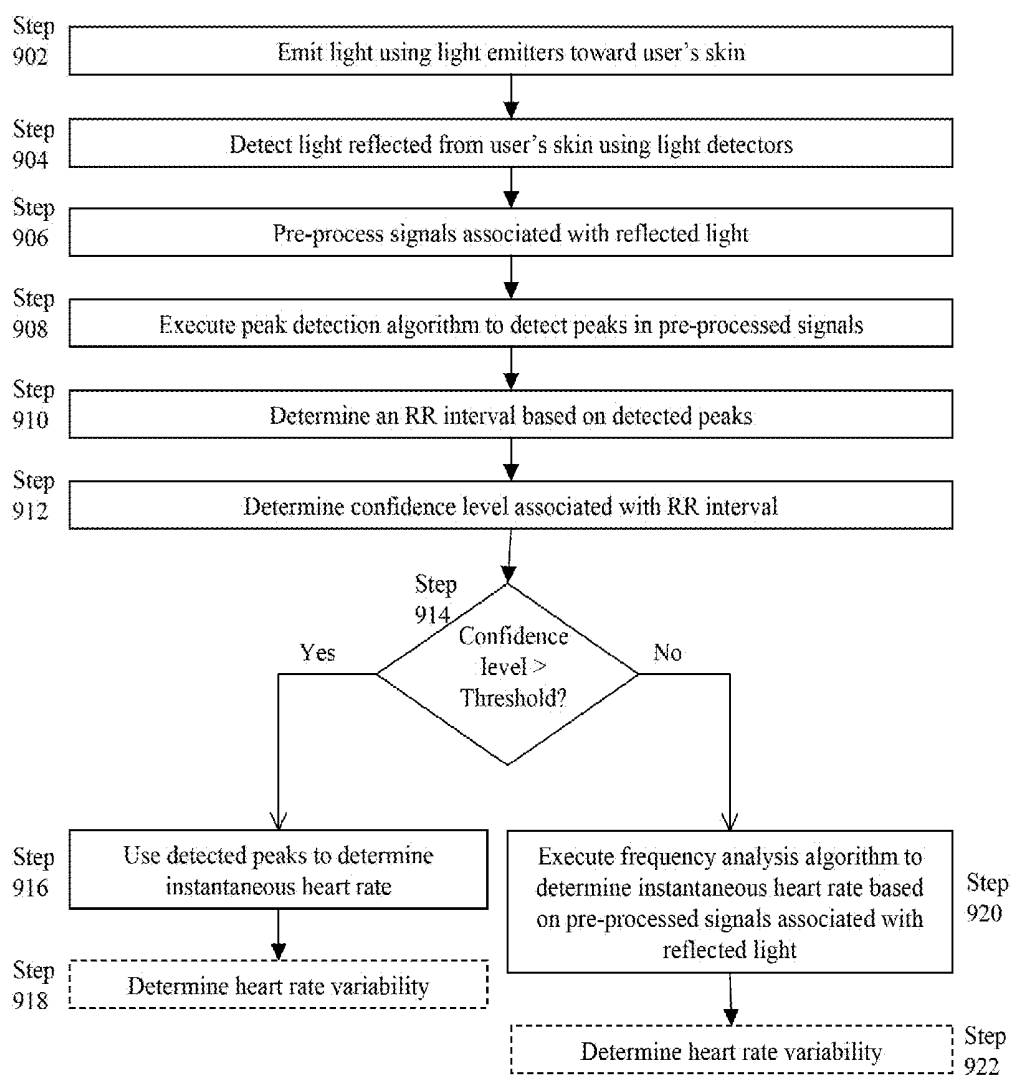 Step
902
Emit light using light emitters toward user's skin
Step
904
Detect light reflected from user's skin using light detectors
Step
906
Pre-process signals associated with reflected light
Step
908
Execute peak detection algorithm to detect peaks in pre-processed signals
Step
910
Determine an RR interval based on detected peaks
Step
912
Determine confidence level associated with RR interval
Step
914
Confidence
level >
Threshold?
Yes
No
Step
916
Use detected peaks to determine
instantaneous heart rate
Execute frequency analysis algorithm to
determine instantaneous heart rate based
on pre-processed signals associated with
reflected light
Step
920
Step
918
Determine heart rate variability
Determine heart rate variability
Step
922